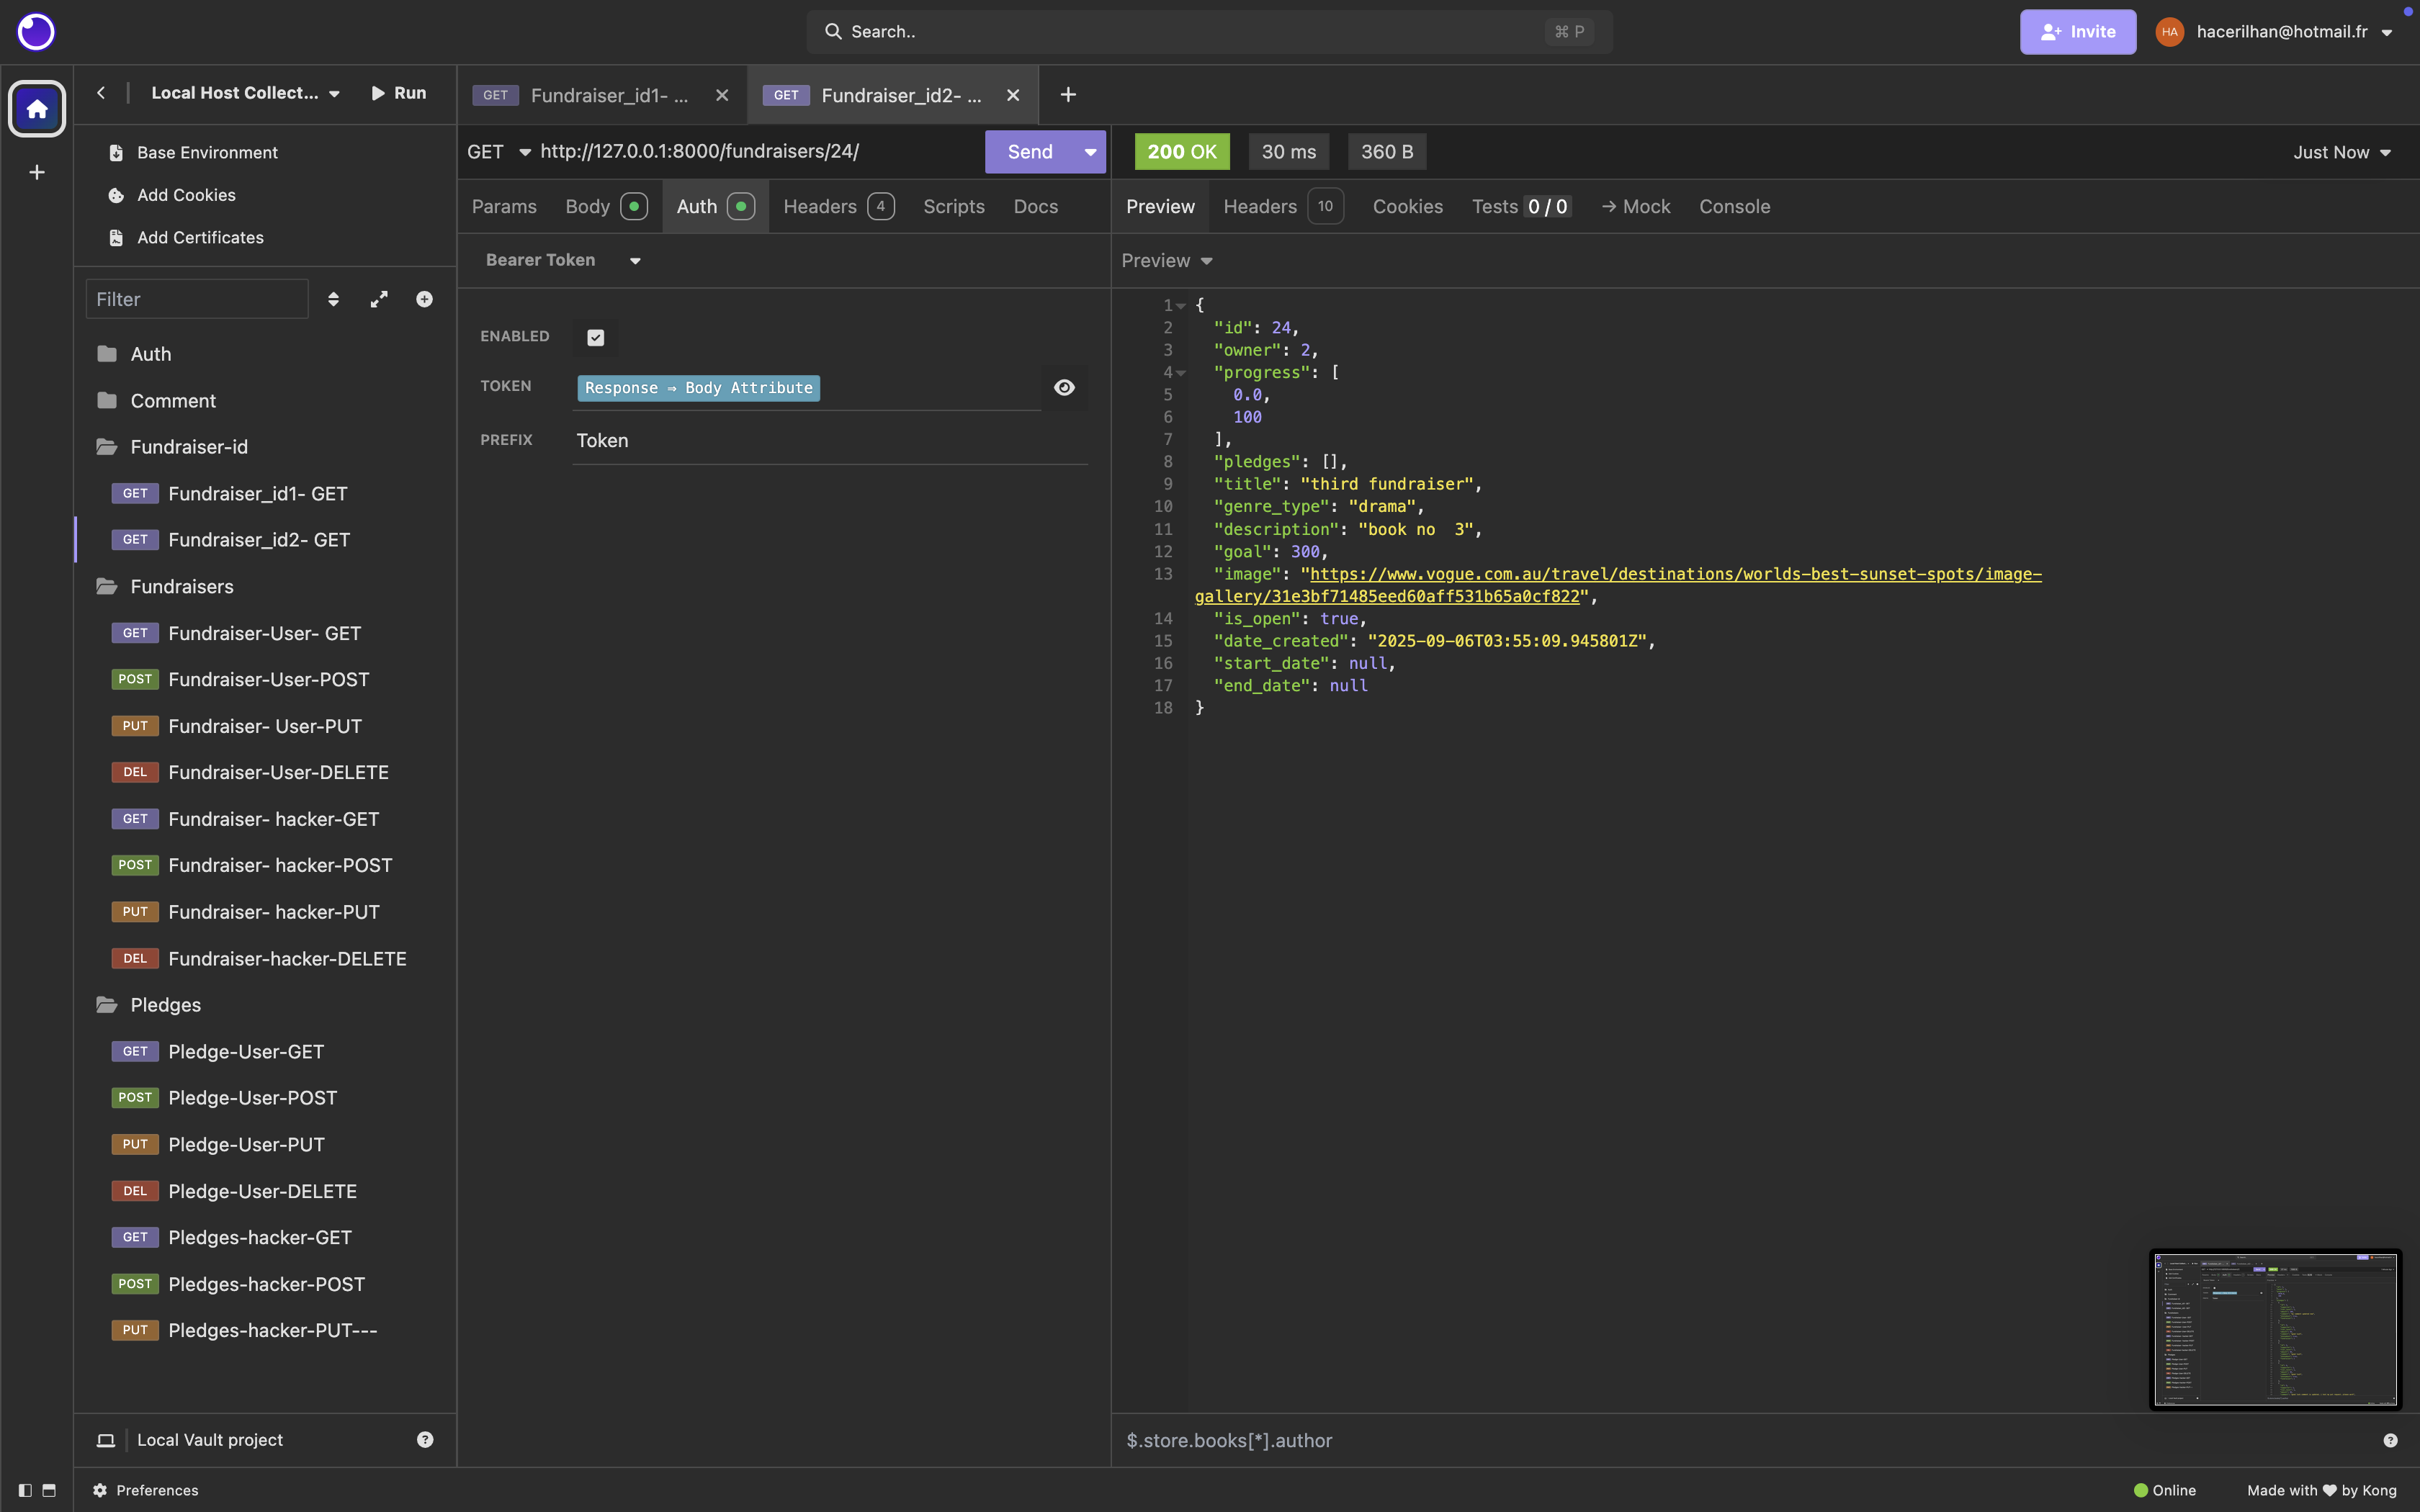 Search..
⌘ P
Invite
HA
hacerilhan@hotmail.fr
Local Host Collect...
Run
GET Fundraiser_id1- ...
GET Fundraiser_id2- ...
Base Environment
Add Cookies
Add Certificates
Filter
Auth
Comment
Fundraiser-id
GET Fundraiser_id1- GET
GET Fundraiser_id2- GET
Fundraisers
GET Fundraiser-User- GET
POST Fundraiser-User-POST
PUT Fundraiser- User-PUT
DEL Fundraiser-User-DELETE
GET Fundraiser- hacker-GET
POST Fundraiser- hacker-POST
PUT Fundraiser- hacker-PUT
DEL Fundraiser-hacker-DELETE
Pledges
GET Pledge-User-GET
POST Pledge-User-POST
PUT Pledge-User-PUT
DEL Pledge-User-DELETE
GET Pledges-hacker-GET
POST Pledges-hacker-POST
PUT Pledges-hacker-PUT---
Local Vault project
GET http://127.0.0.1:8000/fundraisers/24/
Send
Params Body Auth Headers 4 Scripts Docs
Bearer Token
ENABLED
TOKEN Response ⇒ Body Attribute
PREFIX Token
200 OK 30 ms 360 B
Just Now
Preview Headers 10 Cookies Tests 0 / 0 → Mock Console
Preview
1 {
2 "id": 24,
3 "owner": 2,
4 "progress": [
5 0.0,
6 100
7 ],
8 "pledges": [],
9 "title": "third fundraiser",
10 "genre_type": "drama",
11 "description": "book no  3",
12 "goal": 300,
13 "image": "https://www.vogue.com.au/travel/destinations/worlds-best-sunset-spots/image-
gallery/31e3bf71485eed60aff531b65a0cf822",
14 "is_open": true,
15 "date_created": "2025-09-06T03:55:09.945801Z",
16 "start_date": null,
17 "end_date": null
18 }
$.store.books[*].author
Preferences
Online
Made with ♥ by Kong